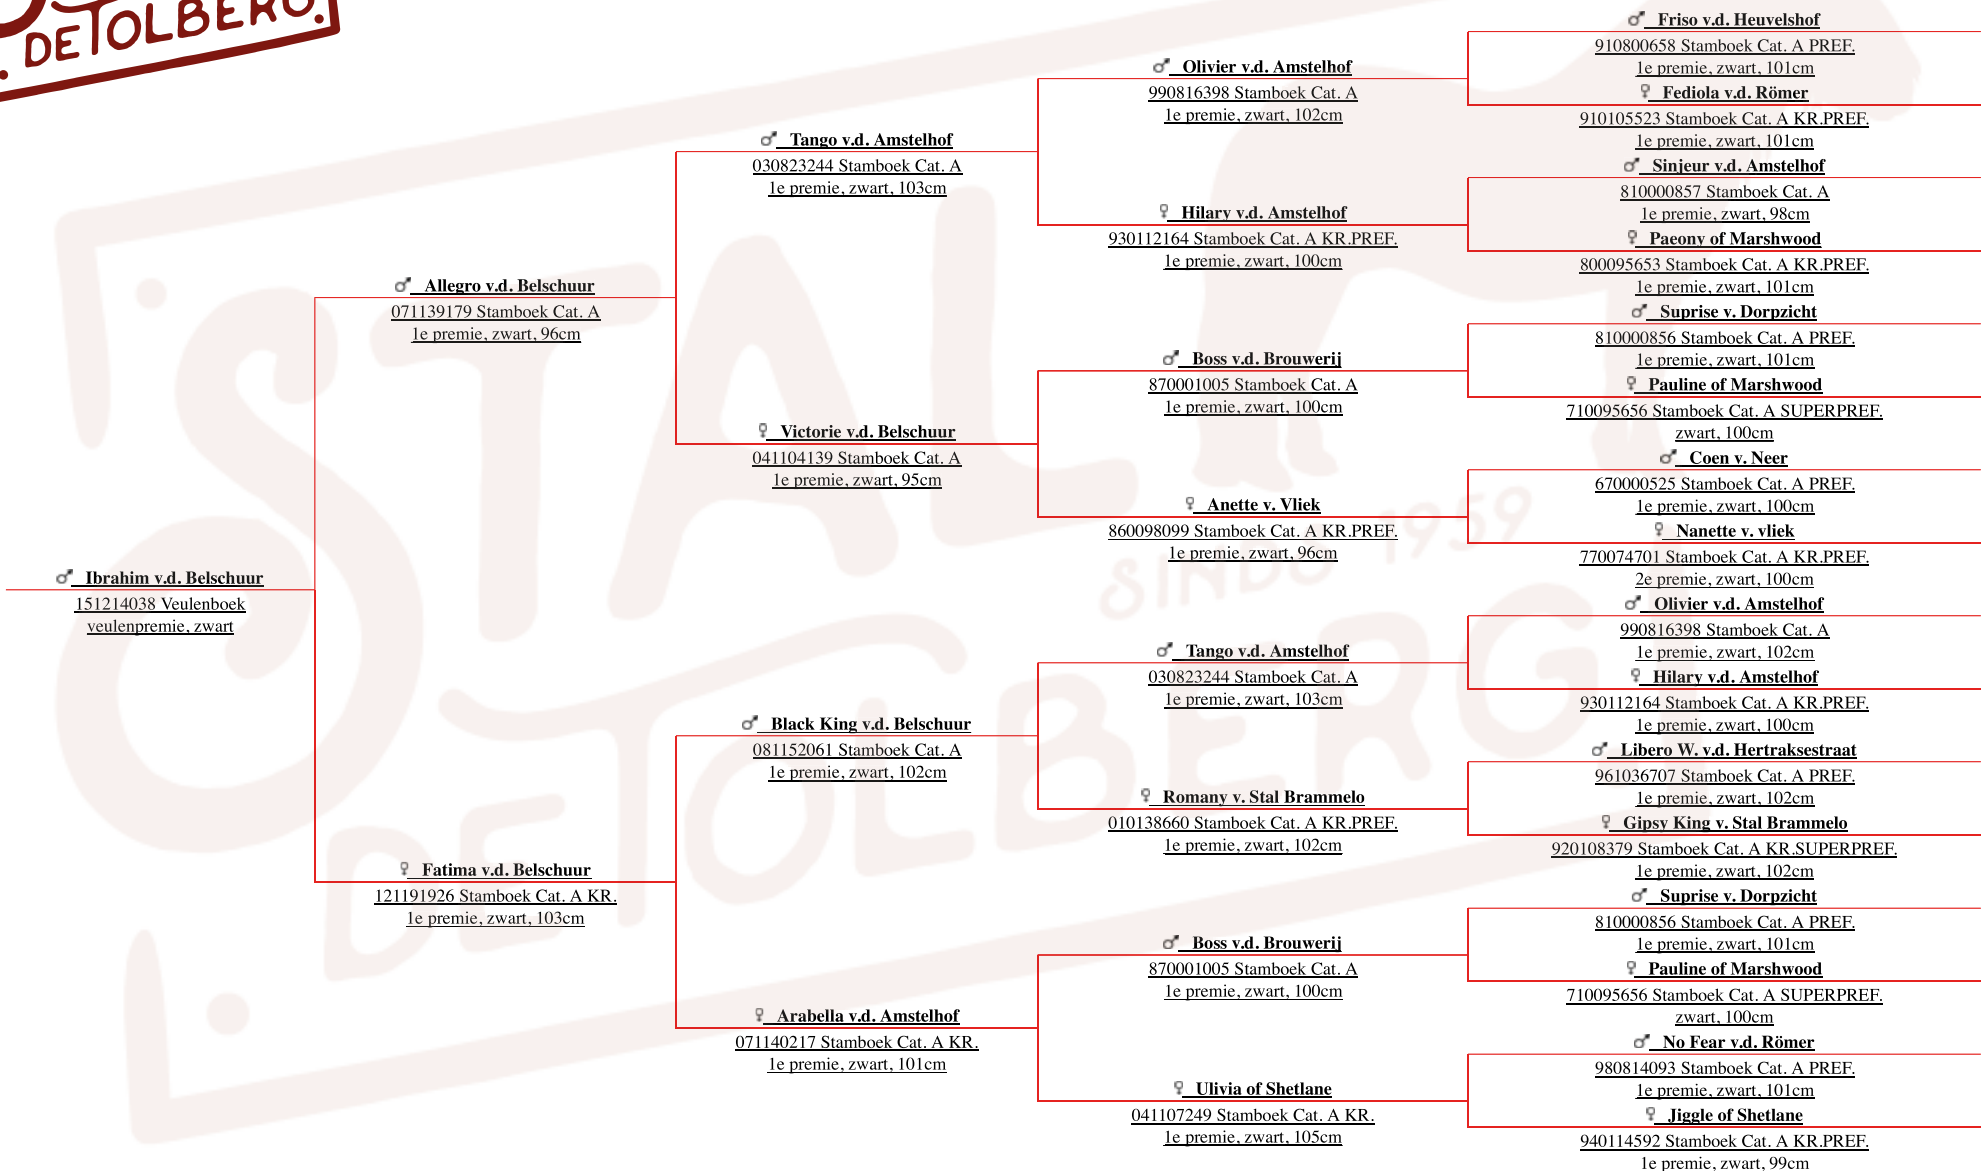 DE TOLBERG.
Ibrahim v.d. Belschuur
151214038 Veulenboek
veulenpremie, zwart
Allegro v.d. Belschuur
071139179 Stamboek Cat. A
1e premie, zwart, 96cm
Fatima v.d. Belschuur
121191926 Stamboek Cat. A KR.
1e premie, zwart, 103cm
Tango v.d. Amstelhof
030823244 Stamboek Cat. A
1e premie, zwart, 103cm
Victorie v.d. Belschuur
041104139 Stamboek Cat. A
1e premie, zwart, 95cm
Black King v.d. Belschuur
081152061 Stamboek Cat. A
1e premie, zwart, 102cm
Arabella v.d. Amstelhof
071140217 Stamboek Cat. A KR.
1e premie, zwart, 101cm
Olivier v.d. Amstelhof
990816398 Stamboek Cat. A
1e premie, zwart, 102cm
Hilary v.d. Amstelhof
930112164 Stamboek Cat. A KR.PREF.
1e premie, zwart, 100cm
Boss v.d. Brouwerij
870001005 Stamboek Cat. A
1e premie, zwart, 100cm
Anette v. Vliek
860098099 Stamboek Cat. A KR.PREF.
1e premie, zwart, 96cm
Tango v.d. Amstelhof
030823244 Stamboek Cat. A
1e premie, zwart, 103cm
Romany v. Stal Brammelo
010138660 Stamboek Cat. A KR.PREF.
1e premie, zwart, 102cm
Boss v.d. Brouwerij
870001005 Stamboek Cat. A
1e premie, zwart, 100cm
Ulivia of Shetlane
041107249 Stamboek Cat. A KR.
1e premie, zwart, 105cm
Friso v.d. Heuvelshof
910800658 Stamboek Cat. A PREF.
1e premie, zwart, 101cm
Fediola v.d. Römer
910105523 Stamboek Cat. A KR.PREF.
1e premie, zwart, 101cm
Sinjeur v.d. Amstelhof
810000857 Stamboek Cat. A
1e premie, zwart, 98cm
Paeony of Marshwood
800095653 Stamboek Cat. A KR.PREF.
1e premie, zwart, 101cm
Suprise v. Dorpzicht
810000856 Stamboek Cat. A PREF.
1e premie, zwart, 101cm
Pauline of Marshwood
710095656 Stamboek Cat. A SUPERPREF.
zwart, 100cm
Coen v. Neer
670000525 Stamboek Cat. A PREF.
1e premie, zwart, 100cm
Nanette v. vliek
770074701 Stamboek Cat. A KR.PREF.
2e premie, zwart, 100cm
Olivier v.d. Amstelhof
990816398 Stamboek Cat. A
1e premie, zwart, 102cm
Hilary v.d. Amstelhof
930112164 Stamboek Cat. A KR.PREF.
1e premie, zwart, 100cm
Libero W. v.d. Hertraksestraat
961036707 Stamboek Cat. A PREF.
1e premie, zwart, 102cm
Gipsy King v. Stal Brammelo
920108379 Stamboek Cat. A KR.SUPERPREF.
1e premie, zwart, 102cm
Suprise v. Dorpzicht
810000856 Stamboek Cat. A PREF.
1e premie, zwart, 101cm
Pauline of Marshwood
710095656 Stamboek Cat. A SUPERPREF.
zwart, 100cm
No Fear v.d. Römer
980814093 Stamboek Cat. A PREF.
1e premie, zwart, 101cm
Jiggle of Shetlane
940114592 Stamboek Cat. A KR.PREF.
1e premie, zwart, 99cm
STAL
SINDS 1959
DE TOLBERG